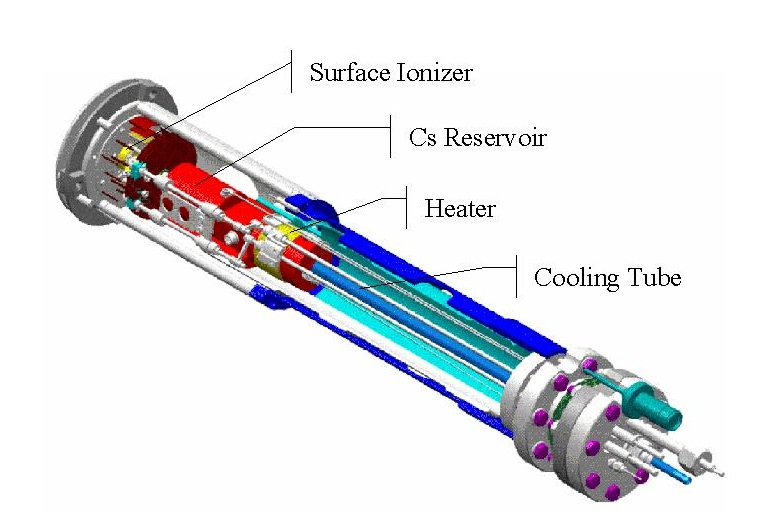 Surface Ionizer
Cs Reservoir
Heater
Cooling Tube